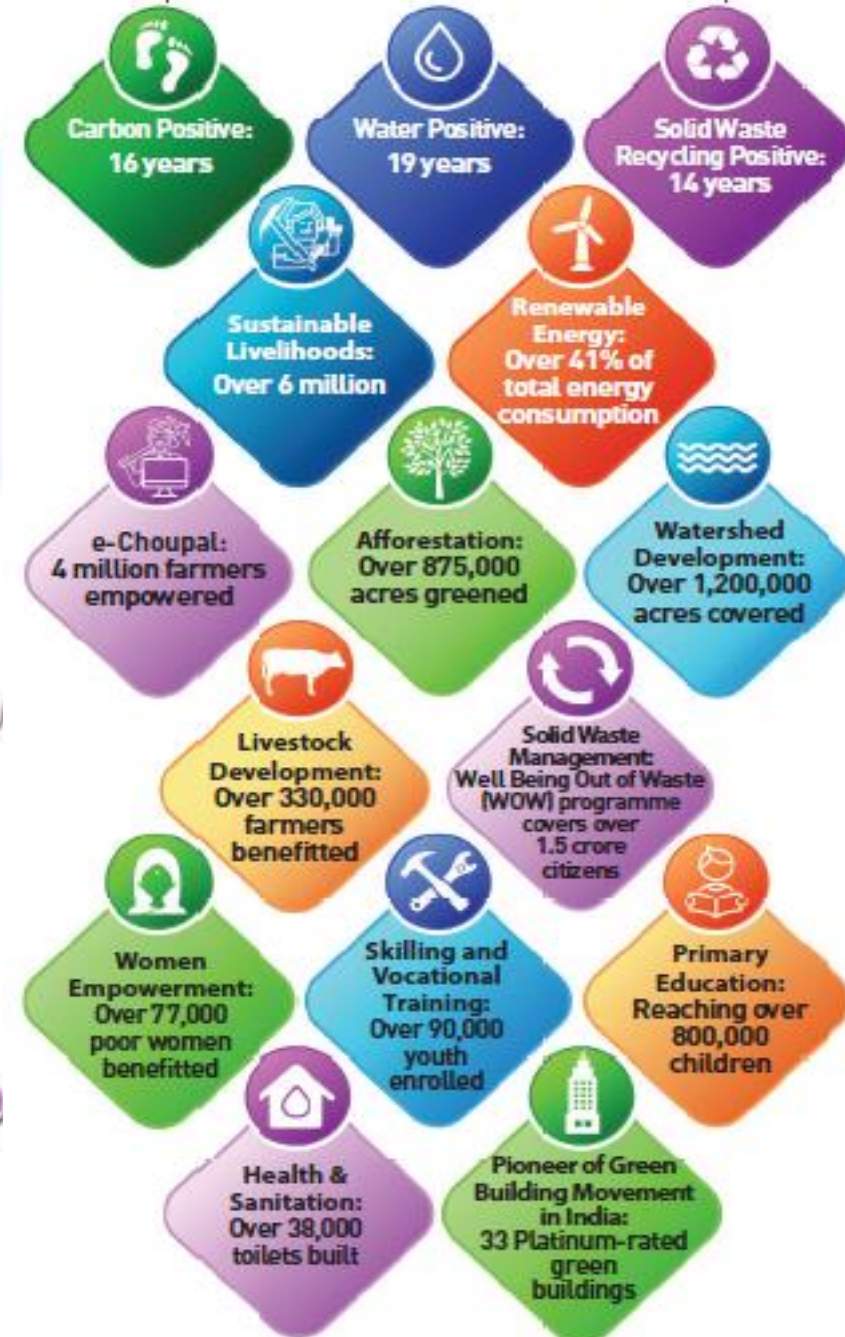 Carbon Positive:
16 years
Water Positive:
19 years
Solid Waste
Recycling Positive:
14 years
Sustainable
Livelihoods:
Over 6 million
Renewable
Energy:
Over 41% of
total energy
consumption
e-Choupal:
4 million farmers
empowered
Afforestation:
Over 875,000
acres greened
Watershed
Development:
Over 1,200,000
acres covered
Livestock
Development:
Over 330,000
farmers
benefitted
Solid Waste
Management:
Well Being Out of Waste
(WOW) programme
covers over
1.5 crore
citizens
Women
Empowerment:
Over 77,000
poor women
benefitted
Skilling and
Vocational
Training:
Over 90,000
youth
enrolled
Primary
Education:
Reaching over
800,000
children
Health &
Sanitation:
Over 38,000
toilets built
Pioneer of Green
Building Movement
in India:
33 Platinum-rated
green
buildings